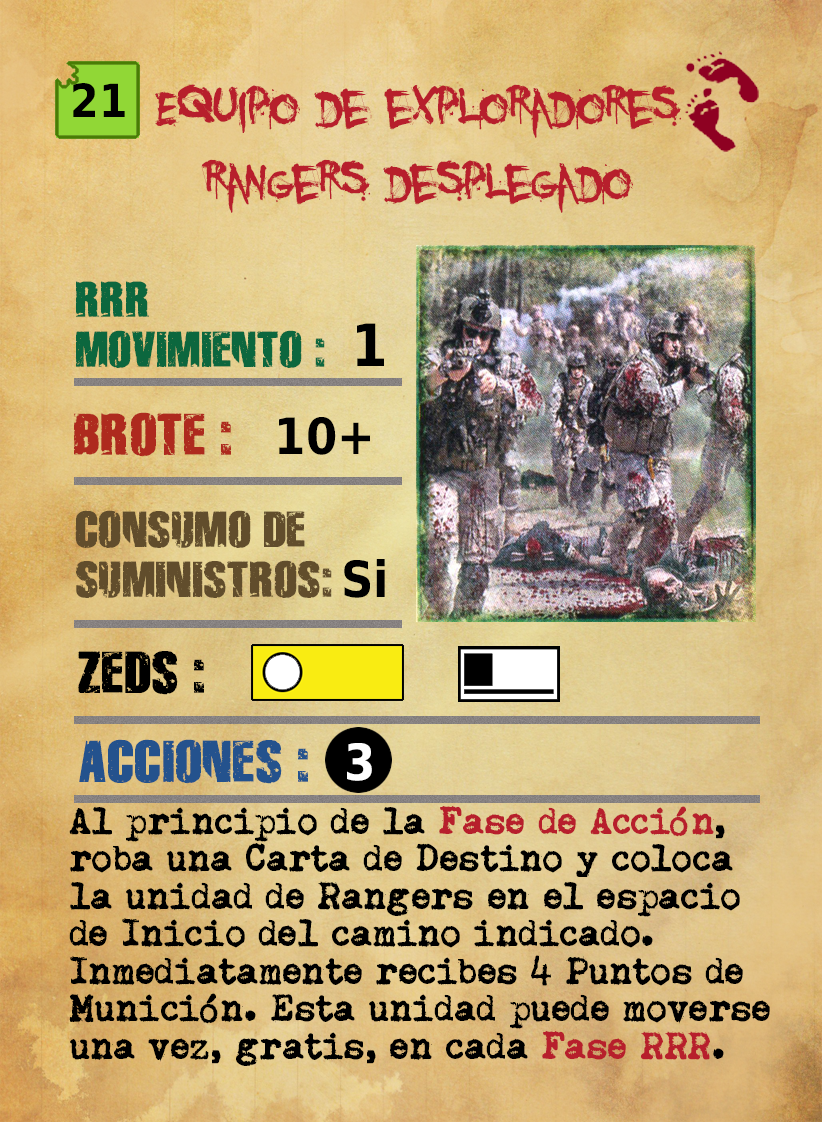 21
EQUIPO DE EXPLORADORES
RANGERS DESPLEGADO
RRR
MOVIMIENTO : 1
BROTE : 10+
CONSUMO DE
SUMINISTROS: Si
ZEDS :
ACCIONES : 3
Al principio de la Fase de Acción,
roba una Carta de Destino y coloca
la unidad de Rangers en el espacio
de Inicio del camino indicado.
Inmediatamente recibes 4 Puntos de
Munición. Esta unidad puede moverse
una vez, gratis, en cada Fase RRR.